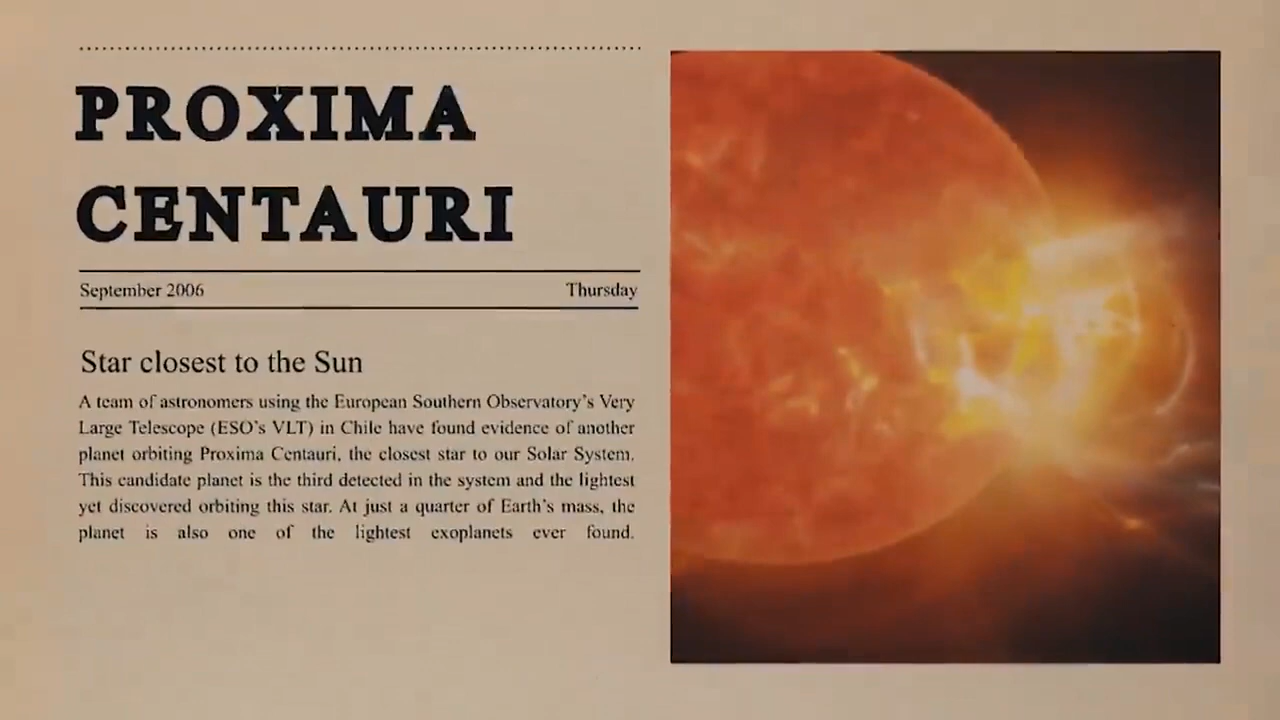 PROXIMA
CENTAURI
September 2006 Thursday
Star closest to the Sun
A team of astronomers using the European Southern Observatory's Very
Large Telescope (ESO's VLT) in Chile have found evidence of another
planet orbiting Proxima Centauri, the closest star to our Solar System.
This candidate planet is the third detected in the system and the lightest
yet discovered orbiting this star. At just a quarter of Earth's mass, the
planet is also one of the lightest exoplanets ever found.